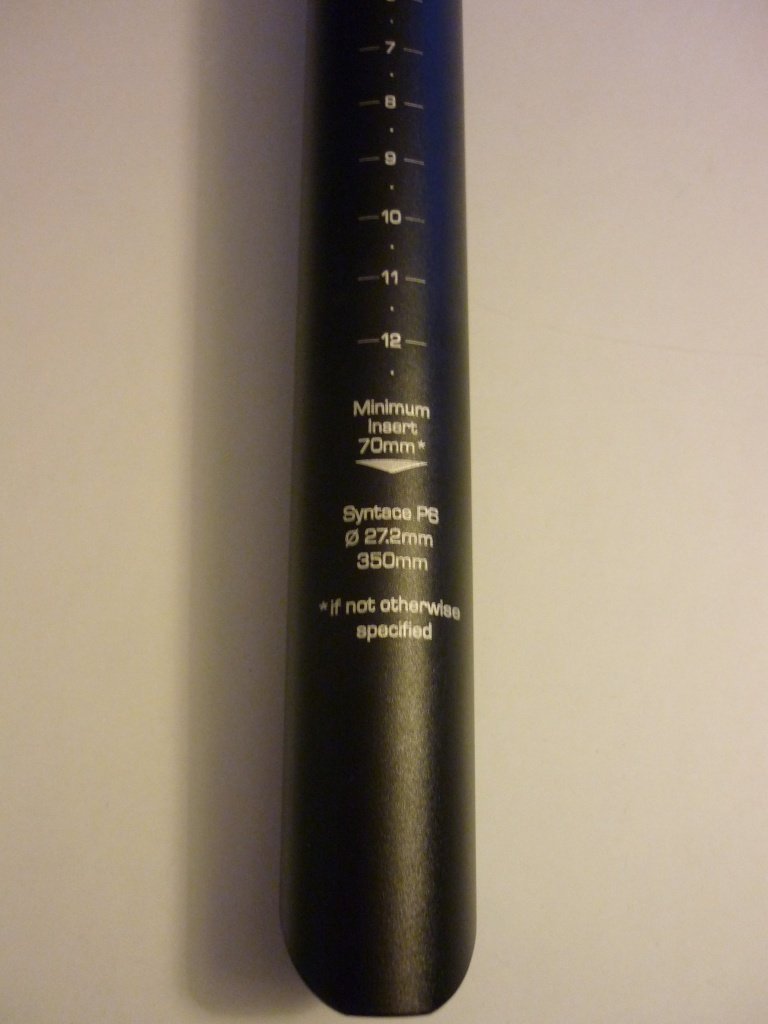 7
8
9
10
11
12
Minimum
Insert
70mm*
Syntace P6
Ø 27.2mm
350mm
*if not otherwise
specified